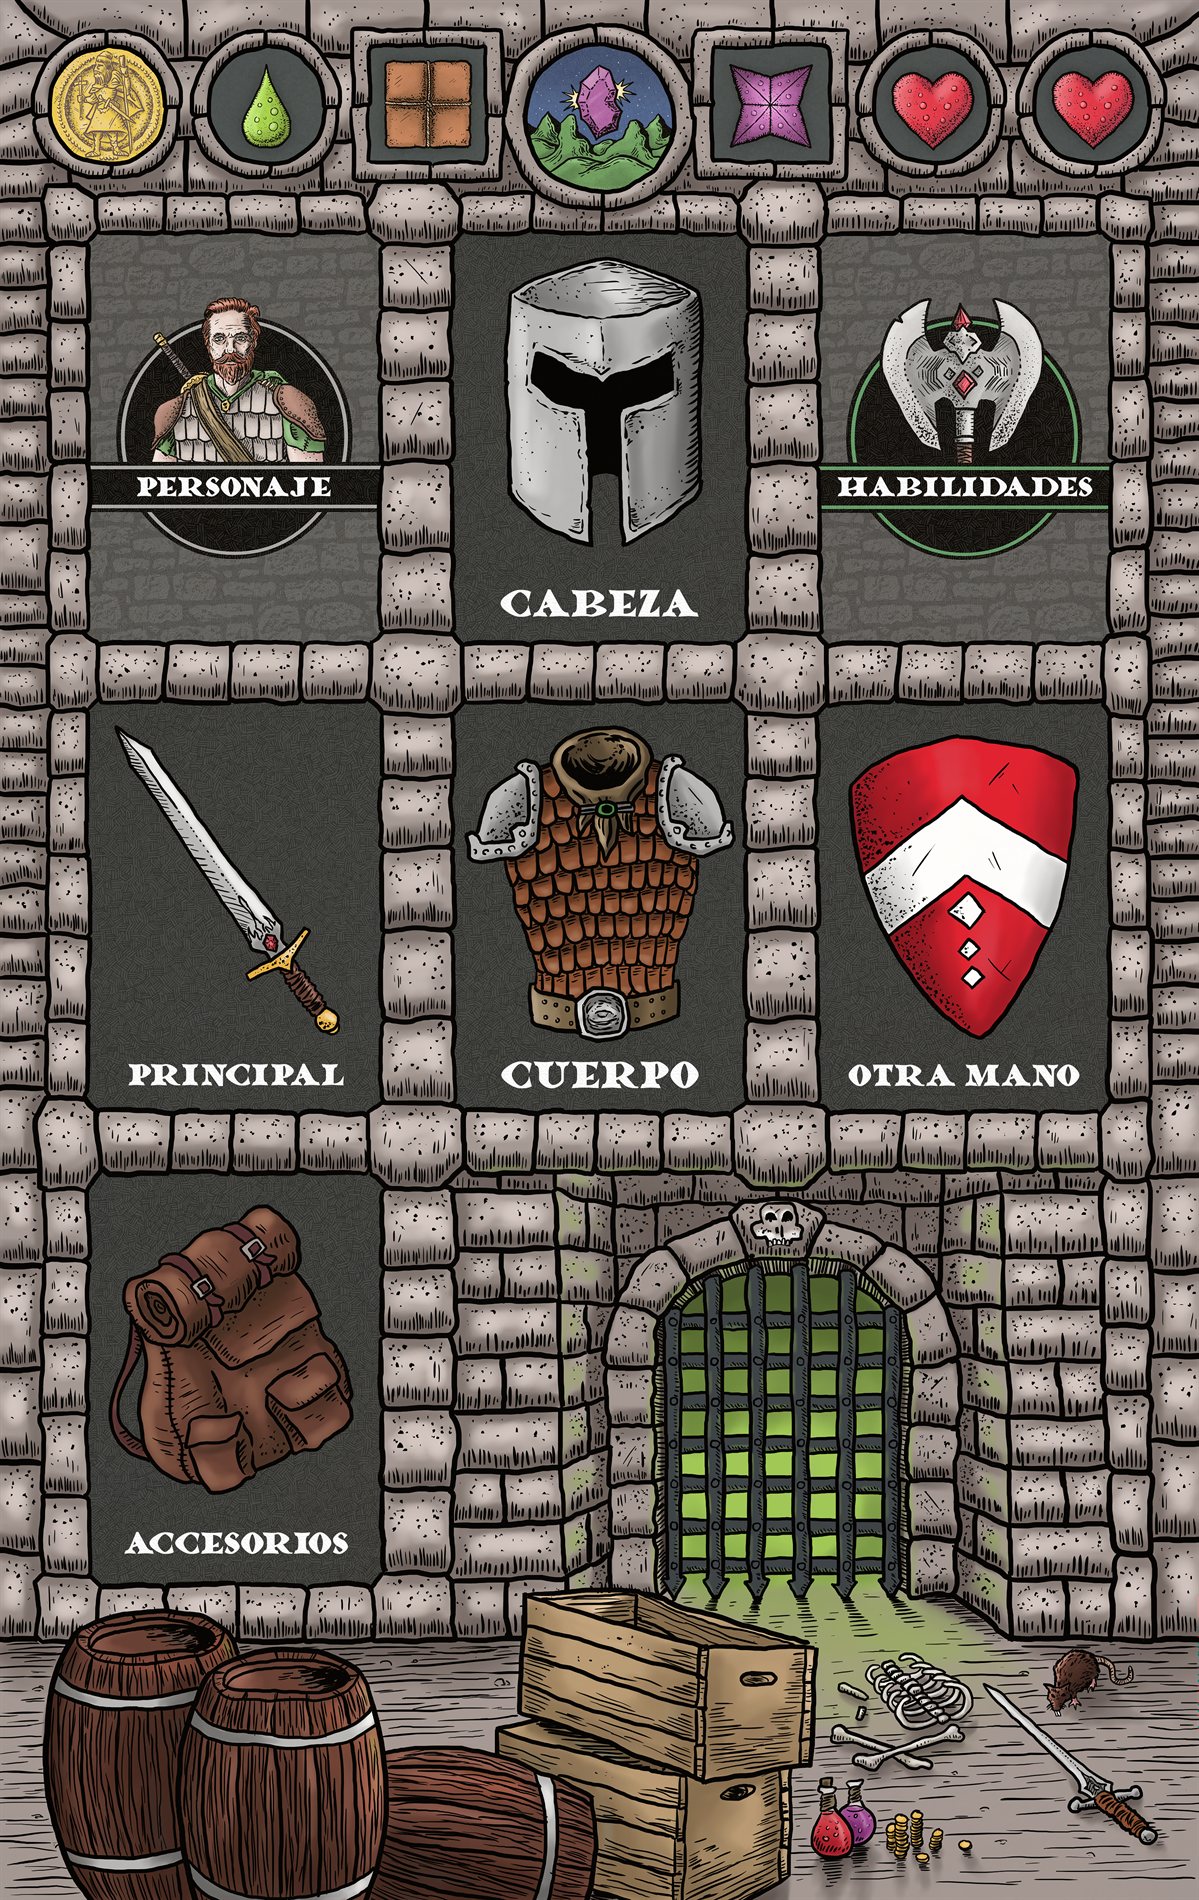 PERSONAJE
CABEZA
HABILIDADES
PRINCIPAL
CUERPO
OTRA MANO
ACCESORIOS